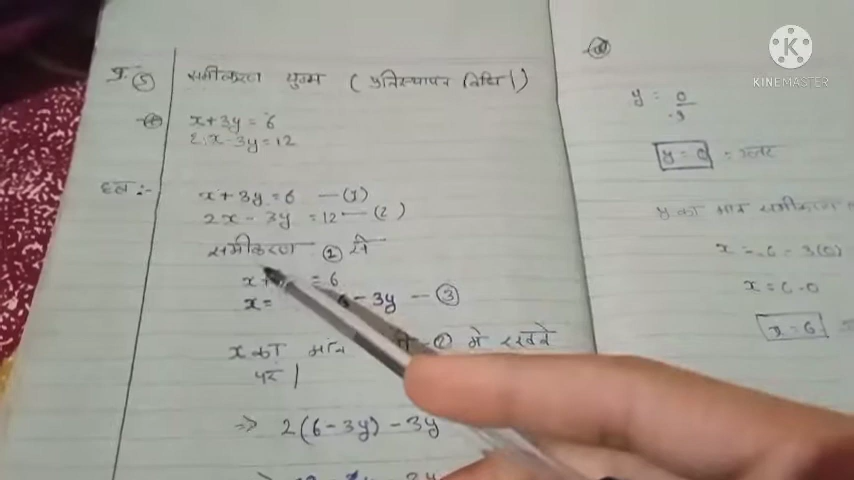 प्र. ⑤ समीकरण युग्म ( प्रतिस्थापन विधि।)
x+3y=6
2x-3y=12
हल :-
x+3y=6 —(1)
2x-3y=12—(2)
समीकरण ② से
x+ =6
x= 6-3y —③
x का मान ② मे रखने
पर |
=> 2(6-3y)-3y
y = 0
y=0 = उत्तर
y का मान समीकरण
x = 6-3(0)
x = 6-0
x=6
KINEMASTER